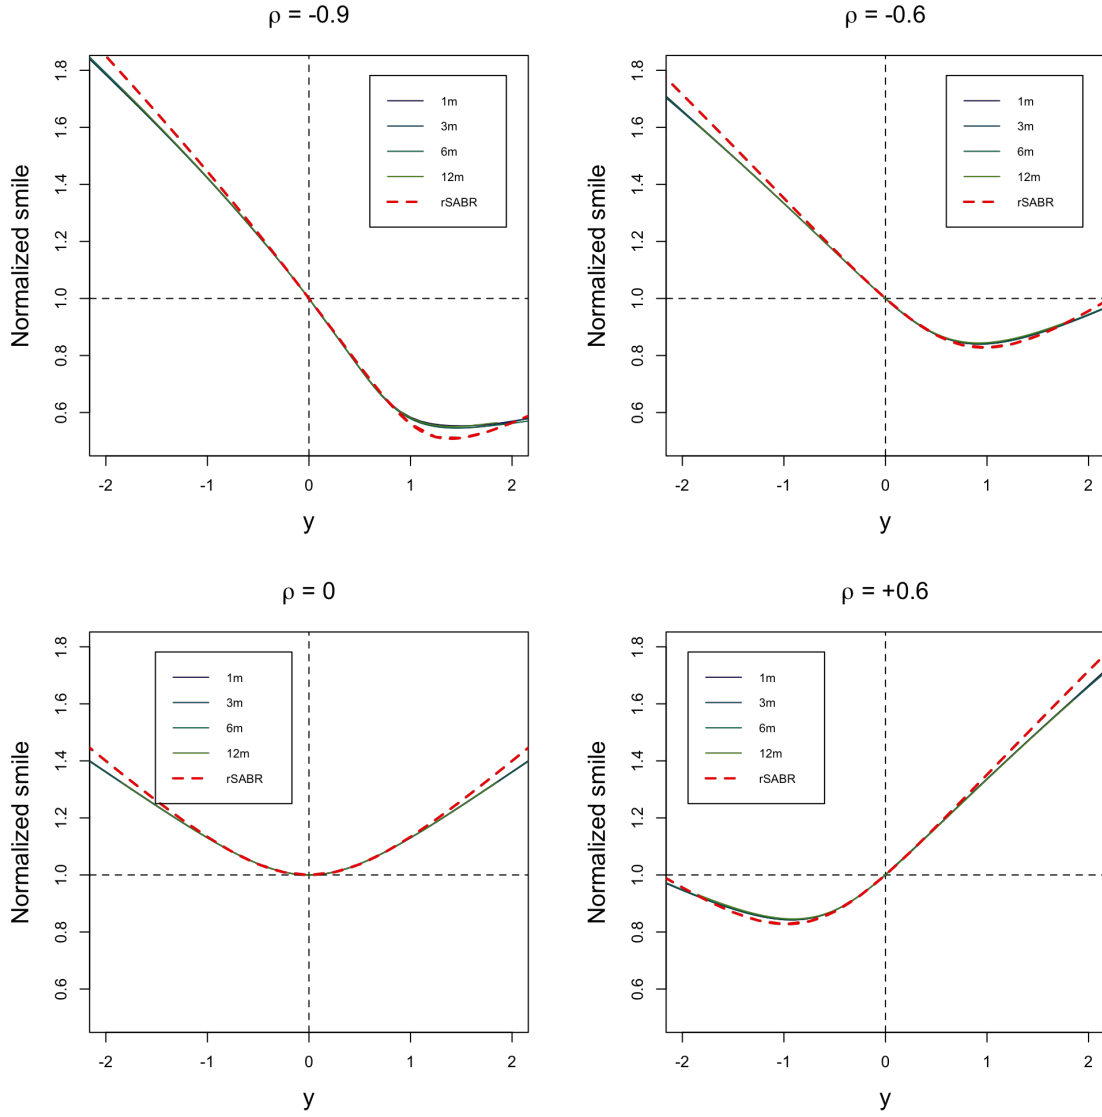 ρ = -0.9
Normalized smile
1.8
1.6
1.4
1.2
1.0
0.8
0.6
1m
3m
6m
12m
rSABR
-2 -1 0 1 2
y
ρ = -0.6
Normalized smile
1.8
1.6
1.4
1.2
1.0
0.8
0.6
1m
3m
6m
12m
rSABR
-2 -1 0 1 2
y
ρ = 0
Normalized smile
1.8
1.6
1.4
1.2
1.0
0.8
0.6
1m
3m
6m
12m
rSABR
-2 -1 0 1 2
y
ρ = +0.6
Normalized smile
1.8
1.6
1.4
1.2
1.0
0.8
0.6
1m
3m
6m
12m
rSABR
-2 -1 0 1 2
y